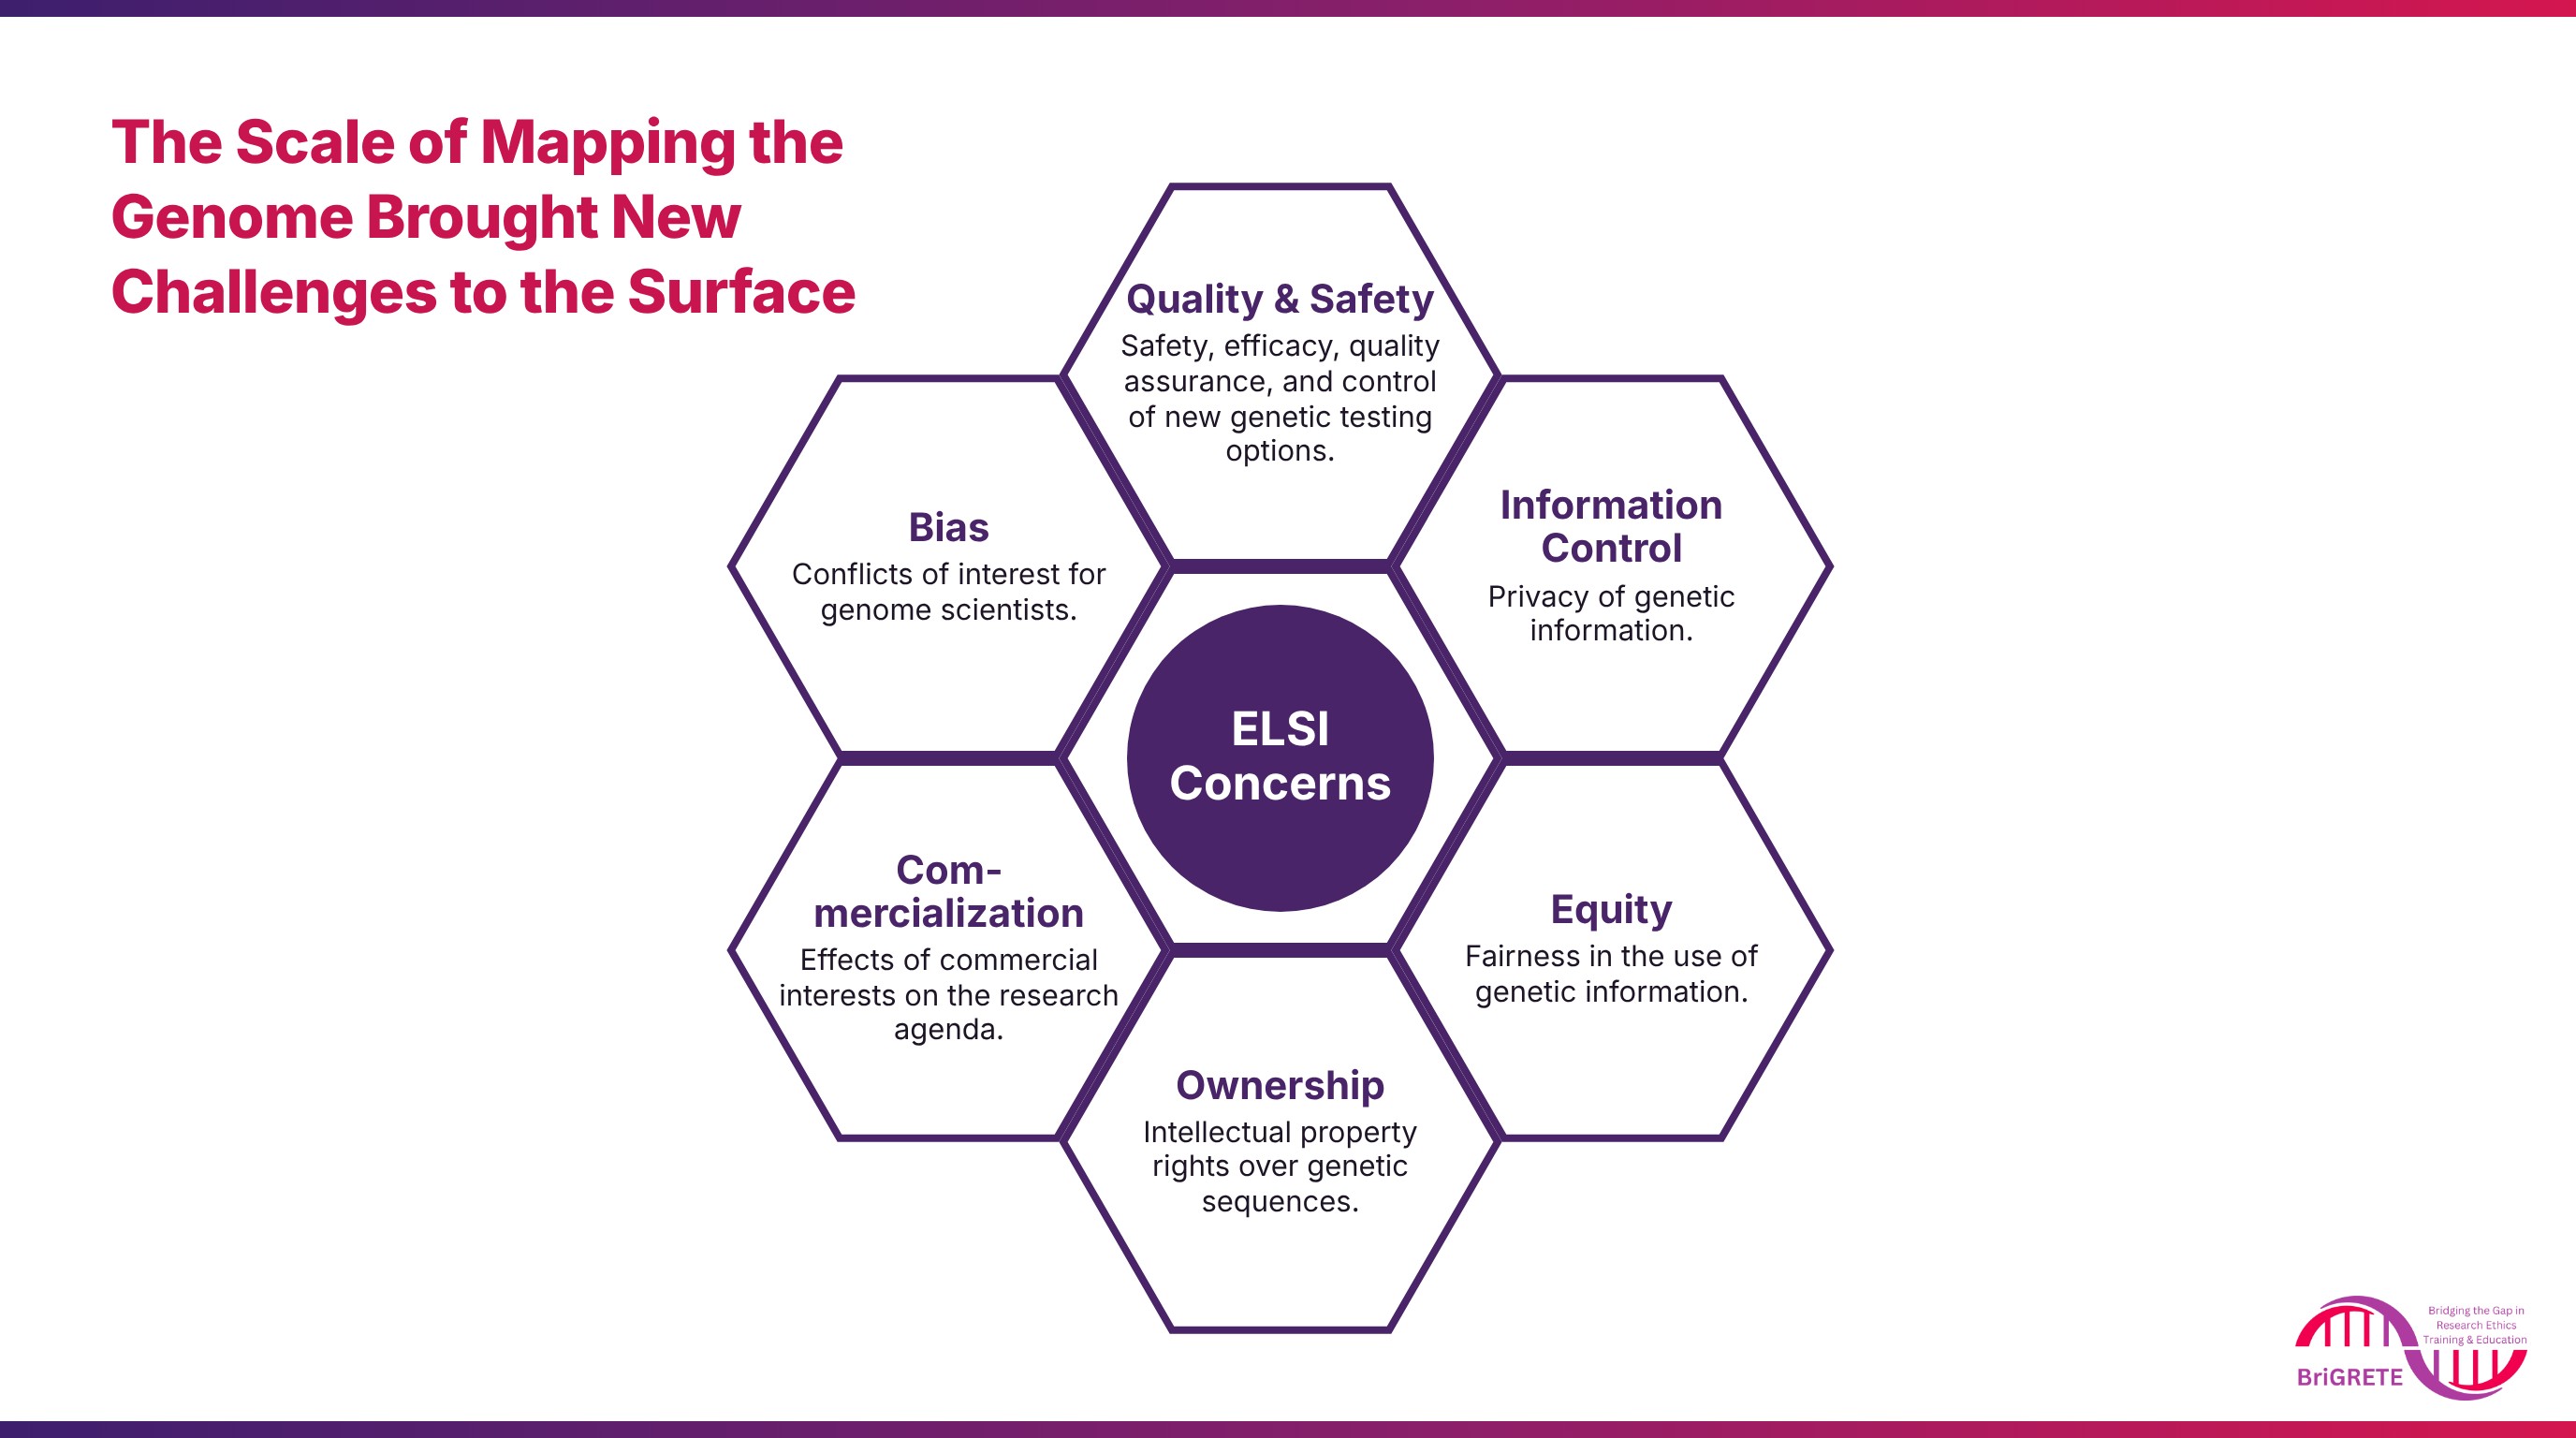 The Scale of Mapping the
Genome Brought New
Challenges to the Surface
Quality & Safety
Safety, efficacy, quality
assurance, and control
of new genetic testing
options.
Bias
Conflicts of interest for
genome scientists.
Information
Control
Privacy of genetic
information.
ELSI
Concerns
Com-
mercialization
Effects of commercial
interests on the research
agenda.
Equity
Fairness in the use of
genetic information.
Ownership
Intellectual property
rights over genetic
sequences.
Bridging the Gap in
Research Ethics
Training & Education
BriGRETE